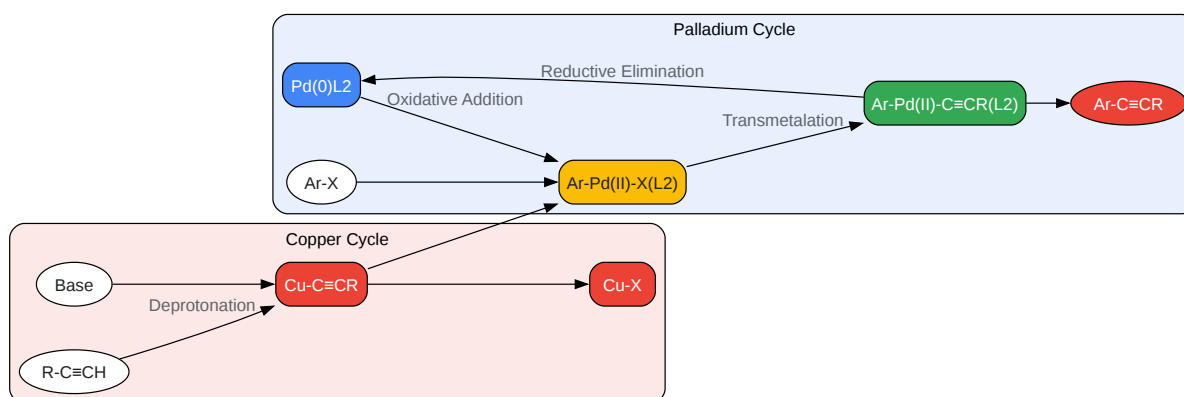 Palladium Cycle
Pd(0)L2
Reductive Elimination
Oxidative Addition
Ar-Pd(II)-C≡CR(L2)
Ar-C≡CR
Transmetalation
Ar-X
Ar-Pd(II)-X(L2)
Copper Cycle
Base
Cu-C≡CR
Cu-X
Deprotonation
R-C≡CH